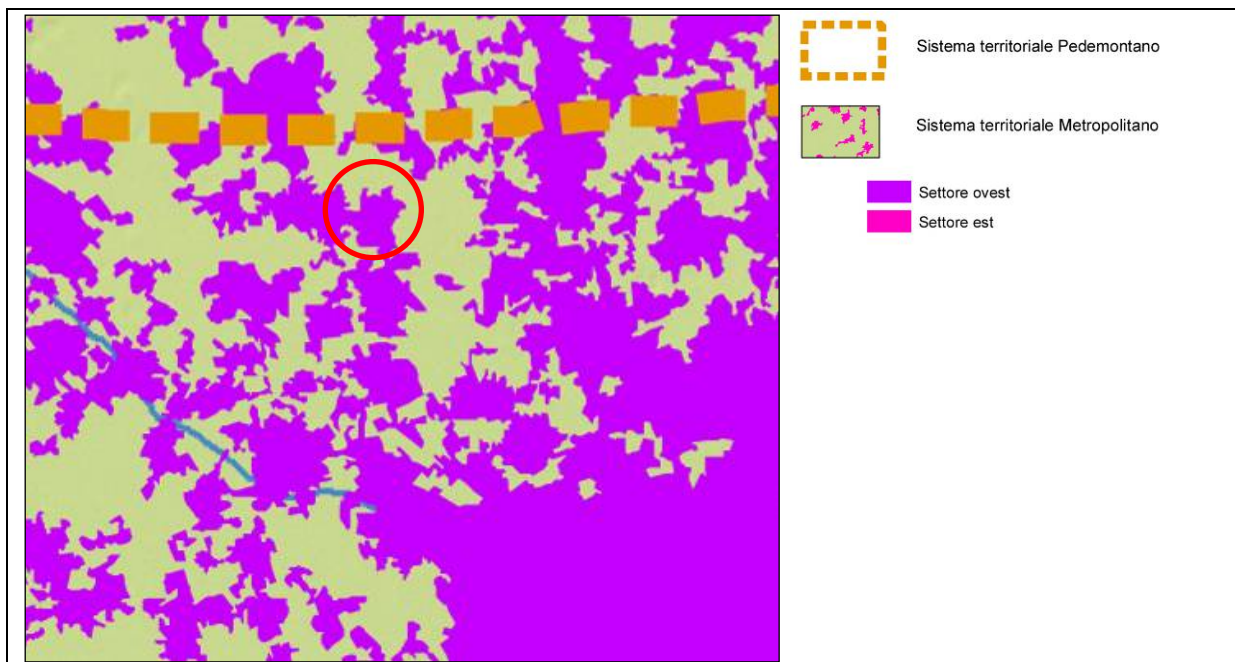 Sistema territoriale Pedemontano
Sistema territoriale Metropolitano
Settore ovest
Settore est